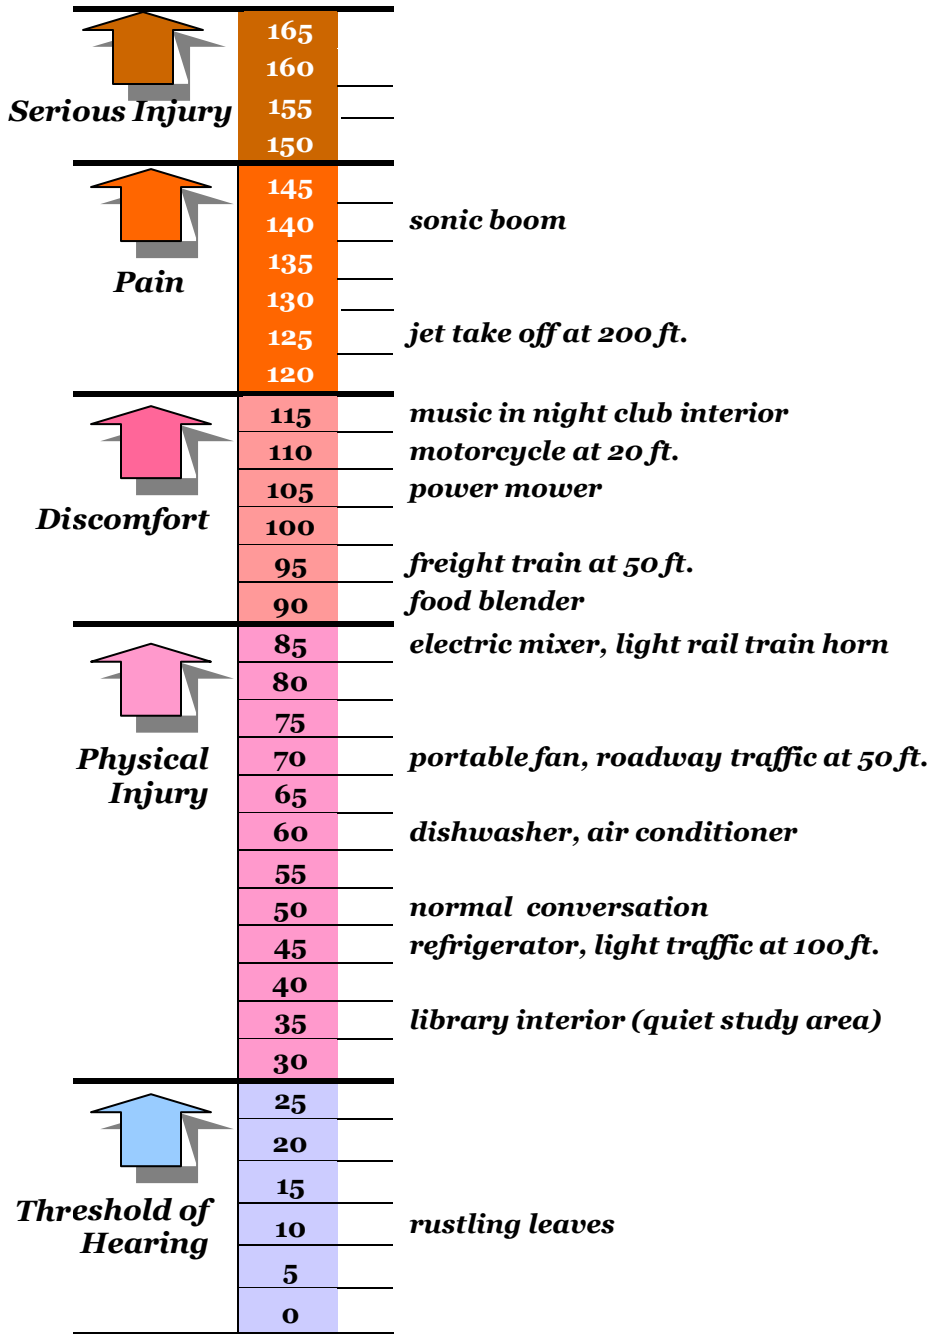 165
160
Serious Injury 155
150
145
140 sonic boom
135
Pain
130
125 jet take off at 200 ft.
120
115 music in night club interior
110 motorcycle at 20 ft.
105 power mower
Discomfort
100
95 freight train at 50 ft.
90 food blender
85 electric mixer, light rail train horn
80
75
Physical 70 portable fan, roadway traffic at 50 ft.
Injury 65
60 dishwasher, air conditioner
55
50 normal conversation
45 refrigerator, light traffic at 100 ft.
40
35 library interior (quiet study area)
30
25
20
15
Threshold of
10 rustling leaves
Hearing
5
0